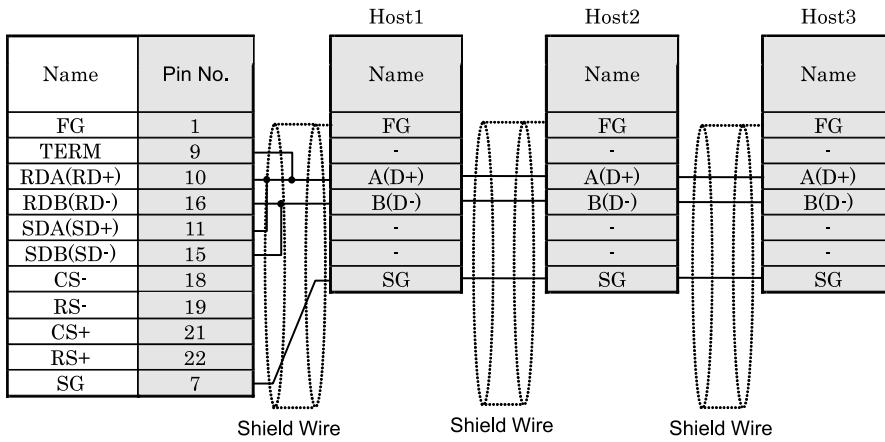 Host1 Host2 Host3
Name Pin No. Name Name Name
FG 1 FG FG FG
TERM 9 - - -
RDA(RD+) 10 A(D+) A(D+) A(D+)
RDB(RD-) 16 B(D-) B(D-) B(D-)
SDA(SD+) 11 - - -
SDB(SD-) 15 - - -
CS- 18 SG SG SG
RS- 19
CS+ 21
RS+ 22
SG 7
Shield Wire Shield Wire Shield Wire